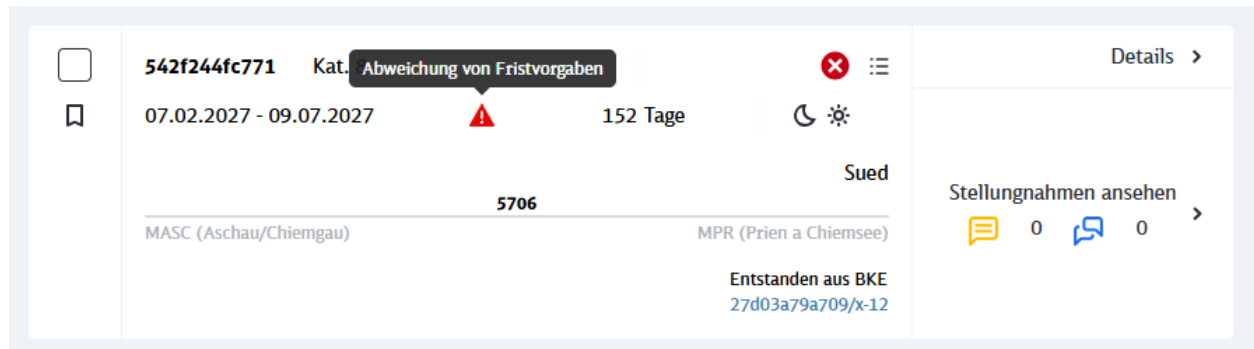 542f244fc771 Kat. Abweichung von Fristvorgaben
Details
07.02.2027 - 09.07.2027 152 Tage
Sued
5706
MASC (Aschau/Chiemgau) MPR (Prien a Chiemsee)
Stellungnahmen ansehen
0 0
Entstanden aus BKE
27d03a79a709/x-12